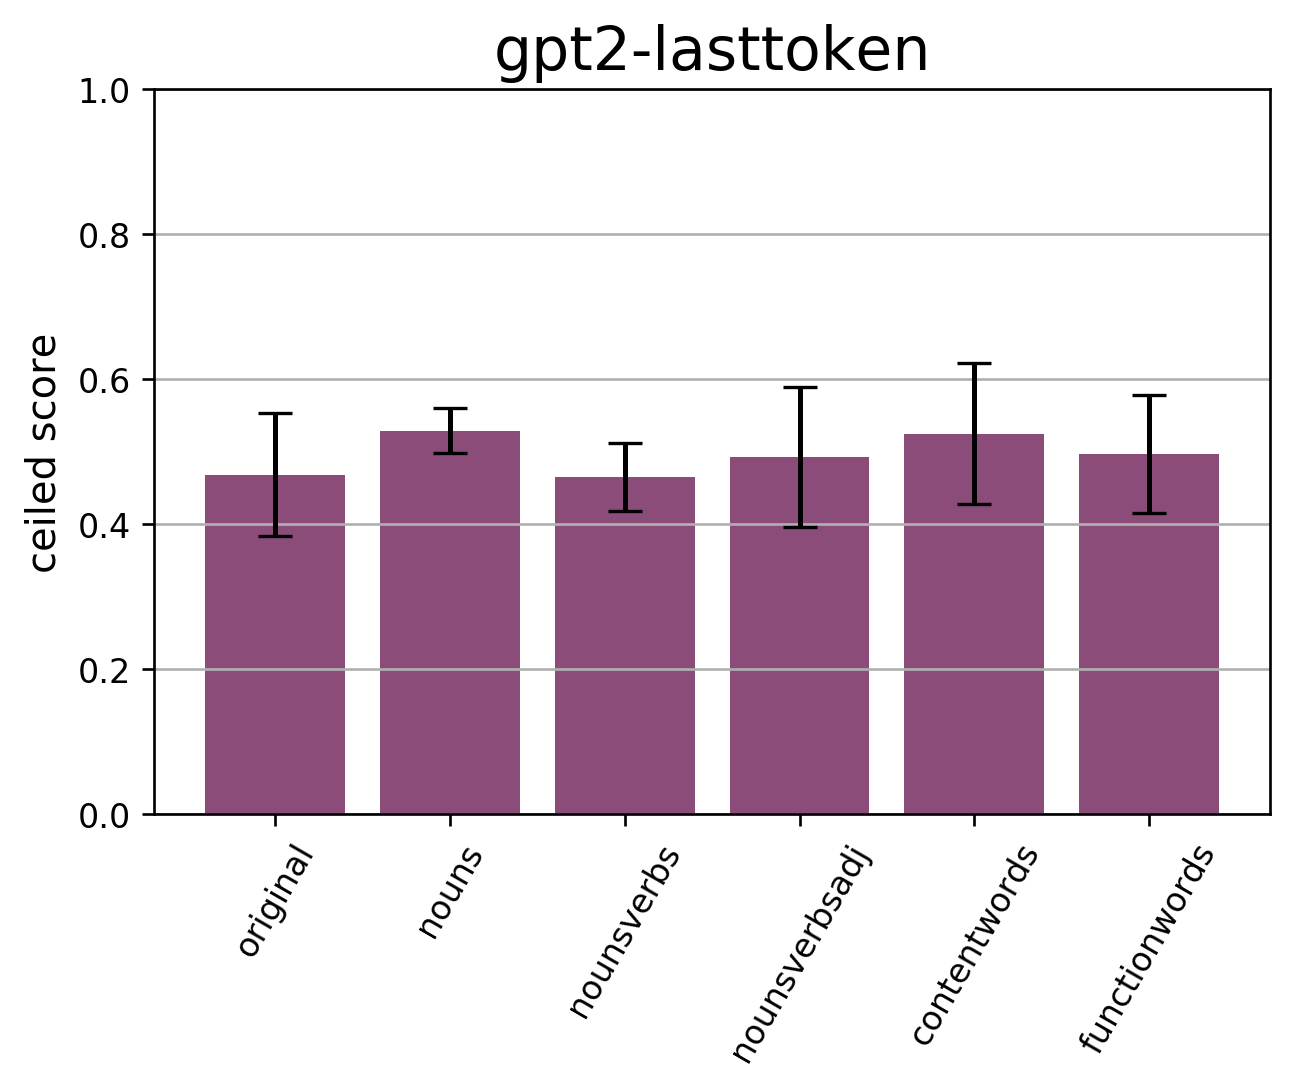 gpt2-lasttoken
ceiled score
1.0
0.8
0.6
0.4
0.2
0.0
original
nouns
nounsverbs
nounsverbsadj
contentwords
functionwords